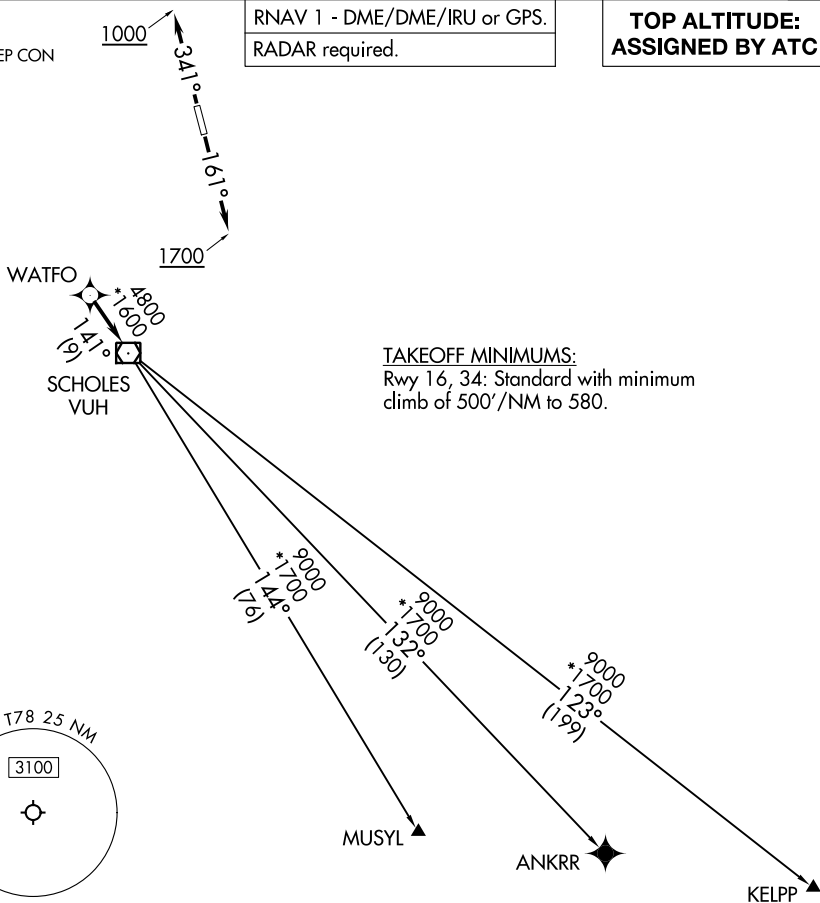 EP CON
1000
341°
161°
1700
RNAV 1 - DME/DME/IRU or GPS.
RADAR required.
TOP ALTITUDE:
ASSIGNED BY ATC
WATFO
4800
*1600
141°
(9)
SCHOLES
VUH
TAKEOFF MINIMUMS:
Rwy 16, 34: Standard with minimum
climb of 500'/NM to 580.
9000
*1700
144°
(76)
9000
*1700
132°
(130)
9000
*1700
123°
(199)
T78 25 NM
3100
MUSYL
ANKRR
KELPP